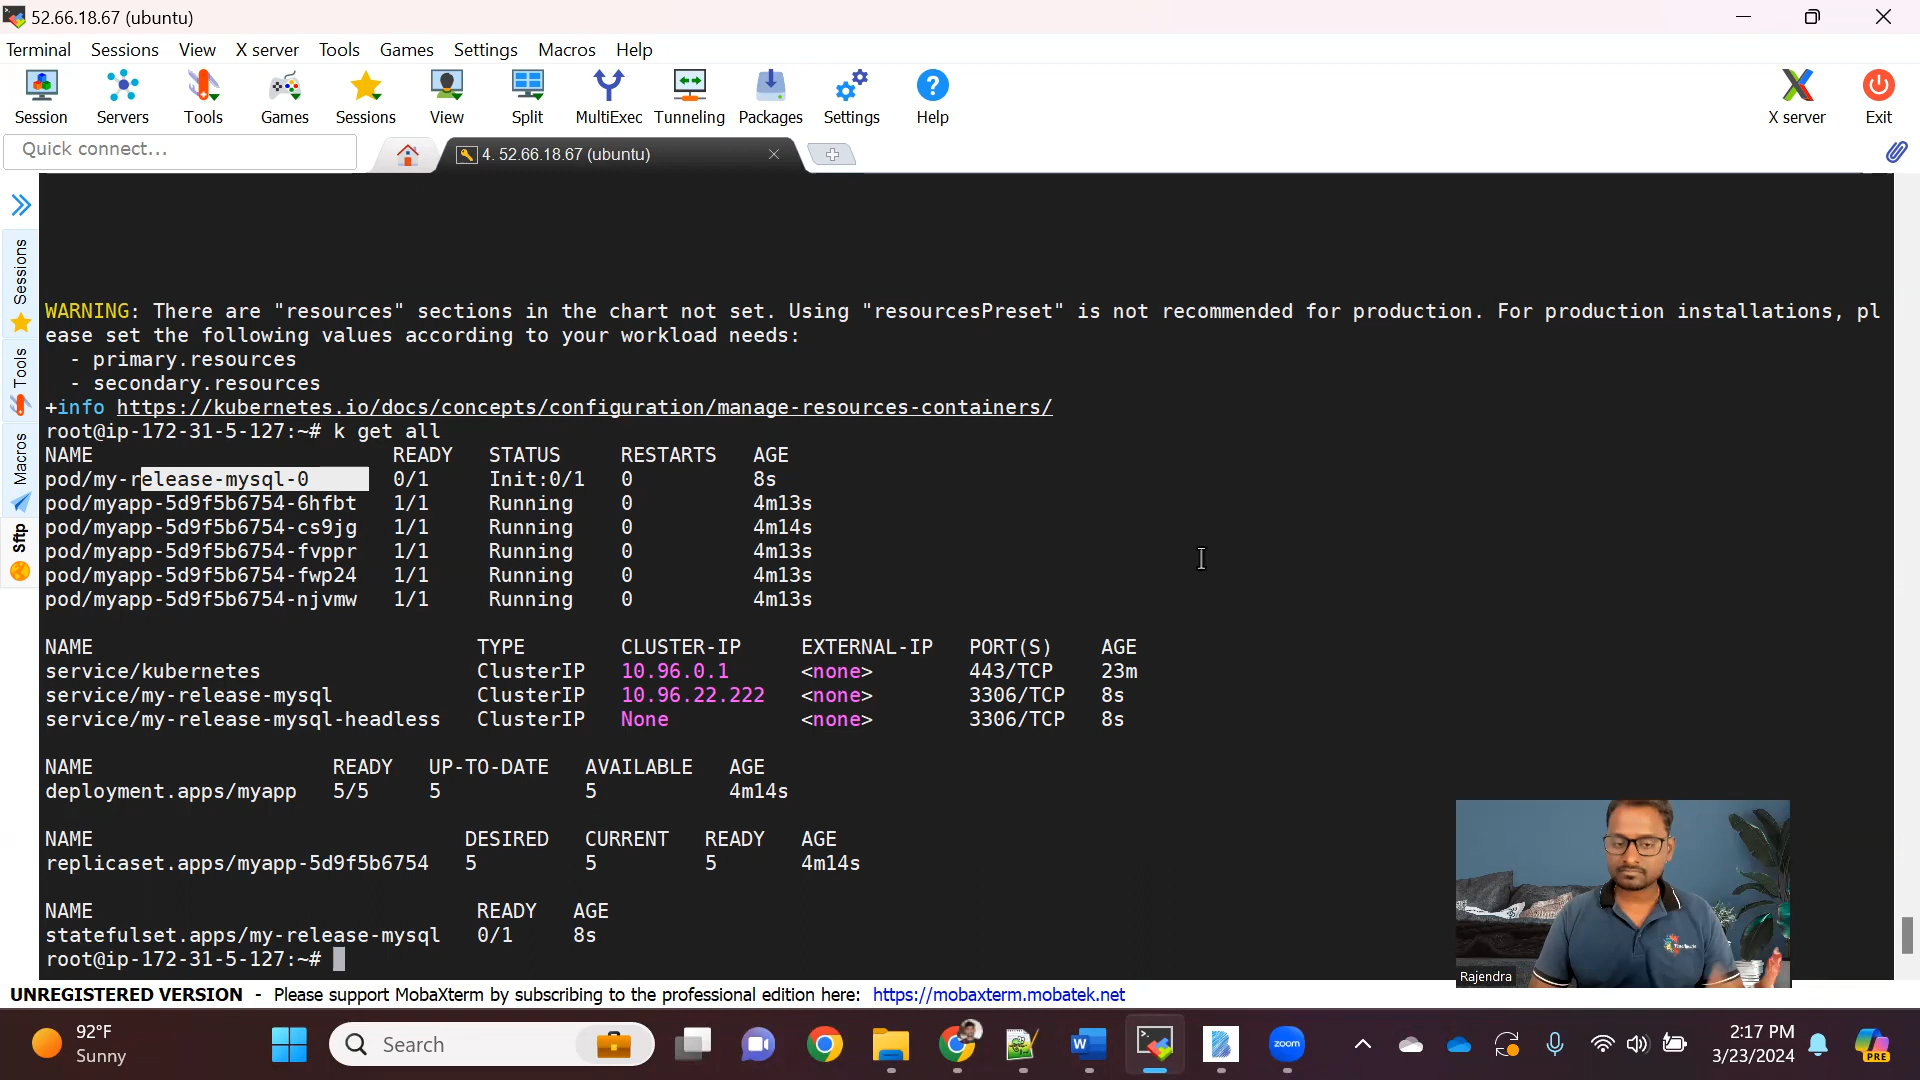 52.66.18.67 (ubuntu)
Terminal Sessions View X server Tools Games Settings Macros Help
Session Servers Tools Games Sessions View Split MultiExec Tunneling Packages Settings Help X server Exit
Quick connect...
4. 52.66.18.67 (ubuntu)
Sessions
Tools
Macros
Sftp
WARNING: There are "resources" sections in the chart not set. Using "resourcesPreset" is not recommended for production. For production installations, pl
ease set the following values according to your workload needs:
- primary.resources
- secondary.resources
+info https://kubernetes.io/docs/concepts/configuration/manage-resources-containers/
root@ip-172-31-5-127:~# k get all
NAME READY STATUS RESTARTS AGE
pod/my-release-mysql-0 0/1 Init:0/1 0 8s
pod/myapp-5d9f5b6754-6hfbt 1/1 Running 0 4m13s
pod/myapp-5d9f5b6754-cs9jg 1/1 Running 0 4m14s
pod/myapp-5d9f5b6754-fvppr 1/1 Running 0 4m13s
pod/myapp-5d9f5b6754-fwp24 1/1 Running 0 4m13s
pod/myapp-5d9f5b6754-njvmw 1/1 Running 0 4m13s
NAME TYPE CLUSTER-IP EXTERNAL-IP PORT(S) AGE
service/kubernetes ClusterIP 10.96.0.1 <none> 443/TCP 23m
service/my-release-mysql ClusterIP 10.96.22.222 <none> 3306/TCP 8s
service/my-release-mysql-headless ClusterIP None <none> 3306/TCP 8s
NAME READY UP-TO-DATE AVAILABLE AGE
deployment.apps/myapp 5/5 5 5 4m14s
NAME DESIRED CURRENT READY AGE
replicaset.apps/myapp-5d9f5b6754 5 5 5 4m14s
NAME READY AGE
statefulset.apps/my-release-mysql 0/1 8s
root@ip-172-31-5-127:~#
Rajendra
UNREGISTERED VERSION - Please support MobaXterm by subscribing to the professional edition here: https://mobaxterm.mobatek.net
92°F
Sunny
Search
zoom
2:17 PM
3/23/2024
PRE